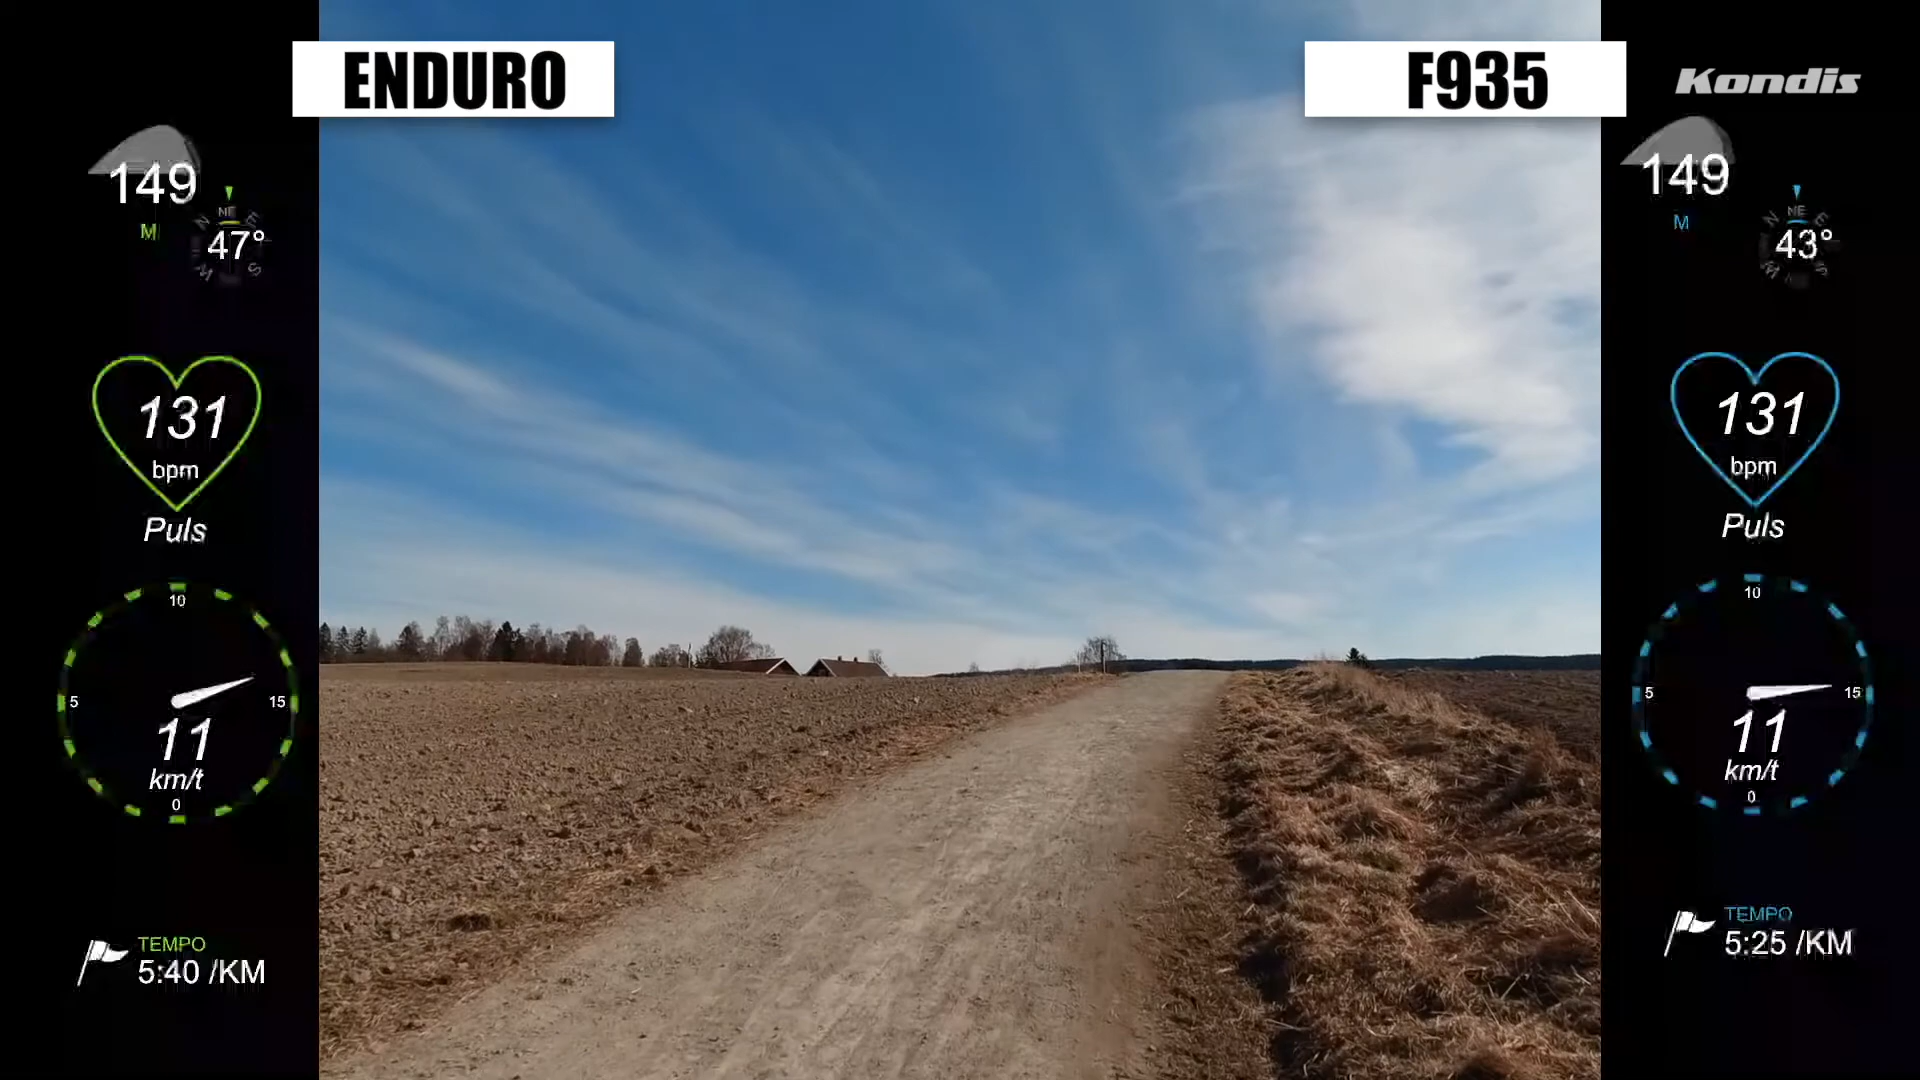 ENDURO
F935
Kondis
149
M
N
NE
E
47°
W
S
131
bpm
Puls
10
5
15
11
km/t
0
TEMPO
5:40 /KM
149
M
N
NE
E
43°
W
S
131
bpm
Puls
10
5
15
11
km/t
0
TEMPO
5:25 /KM